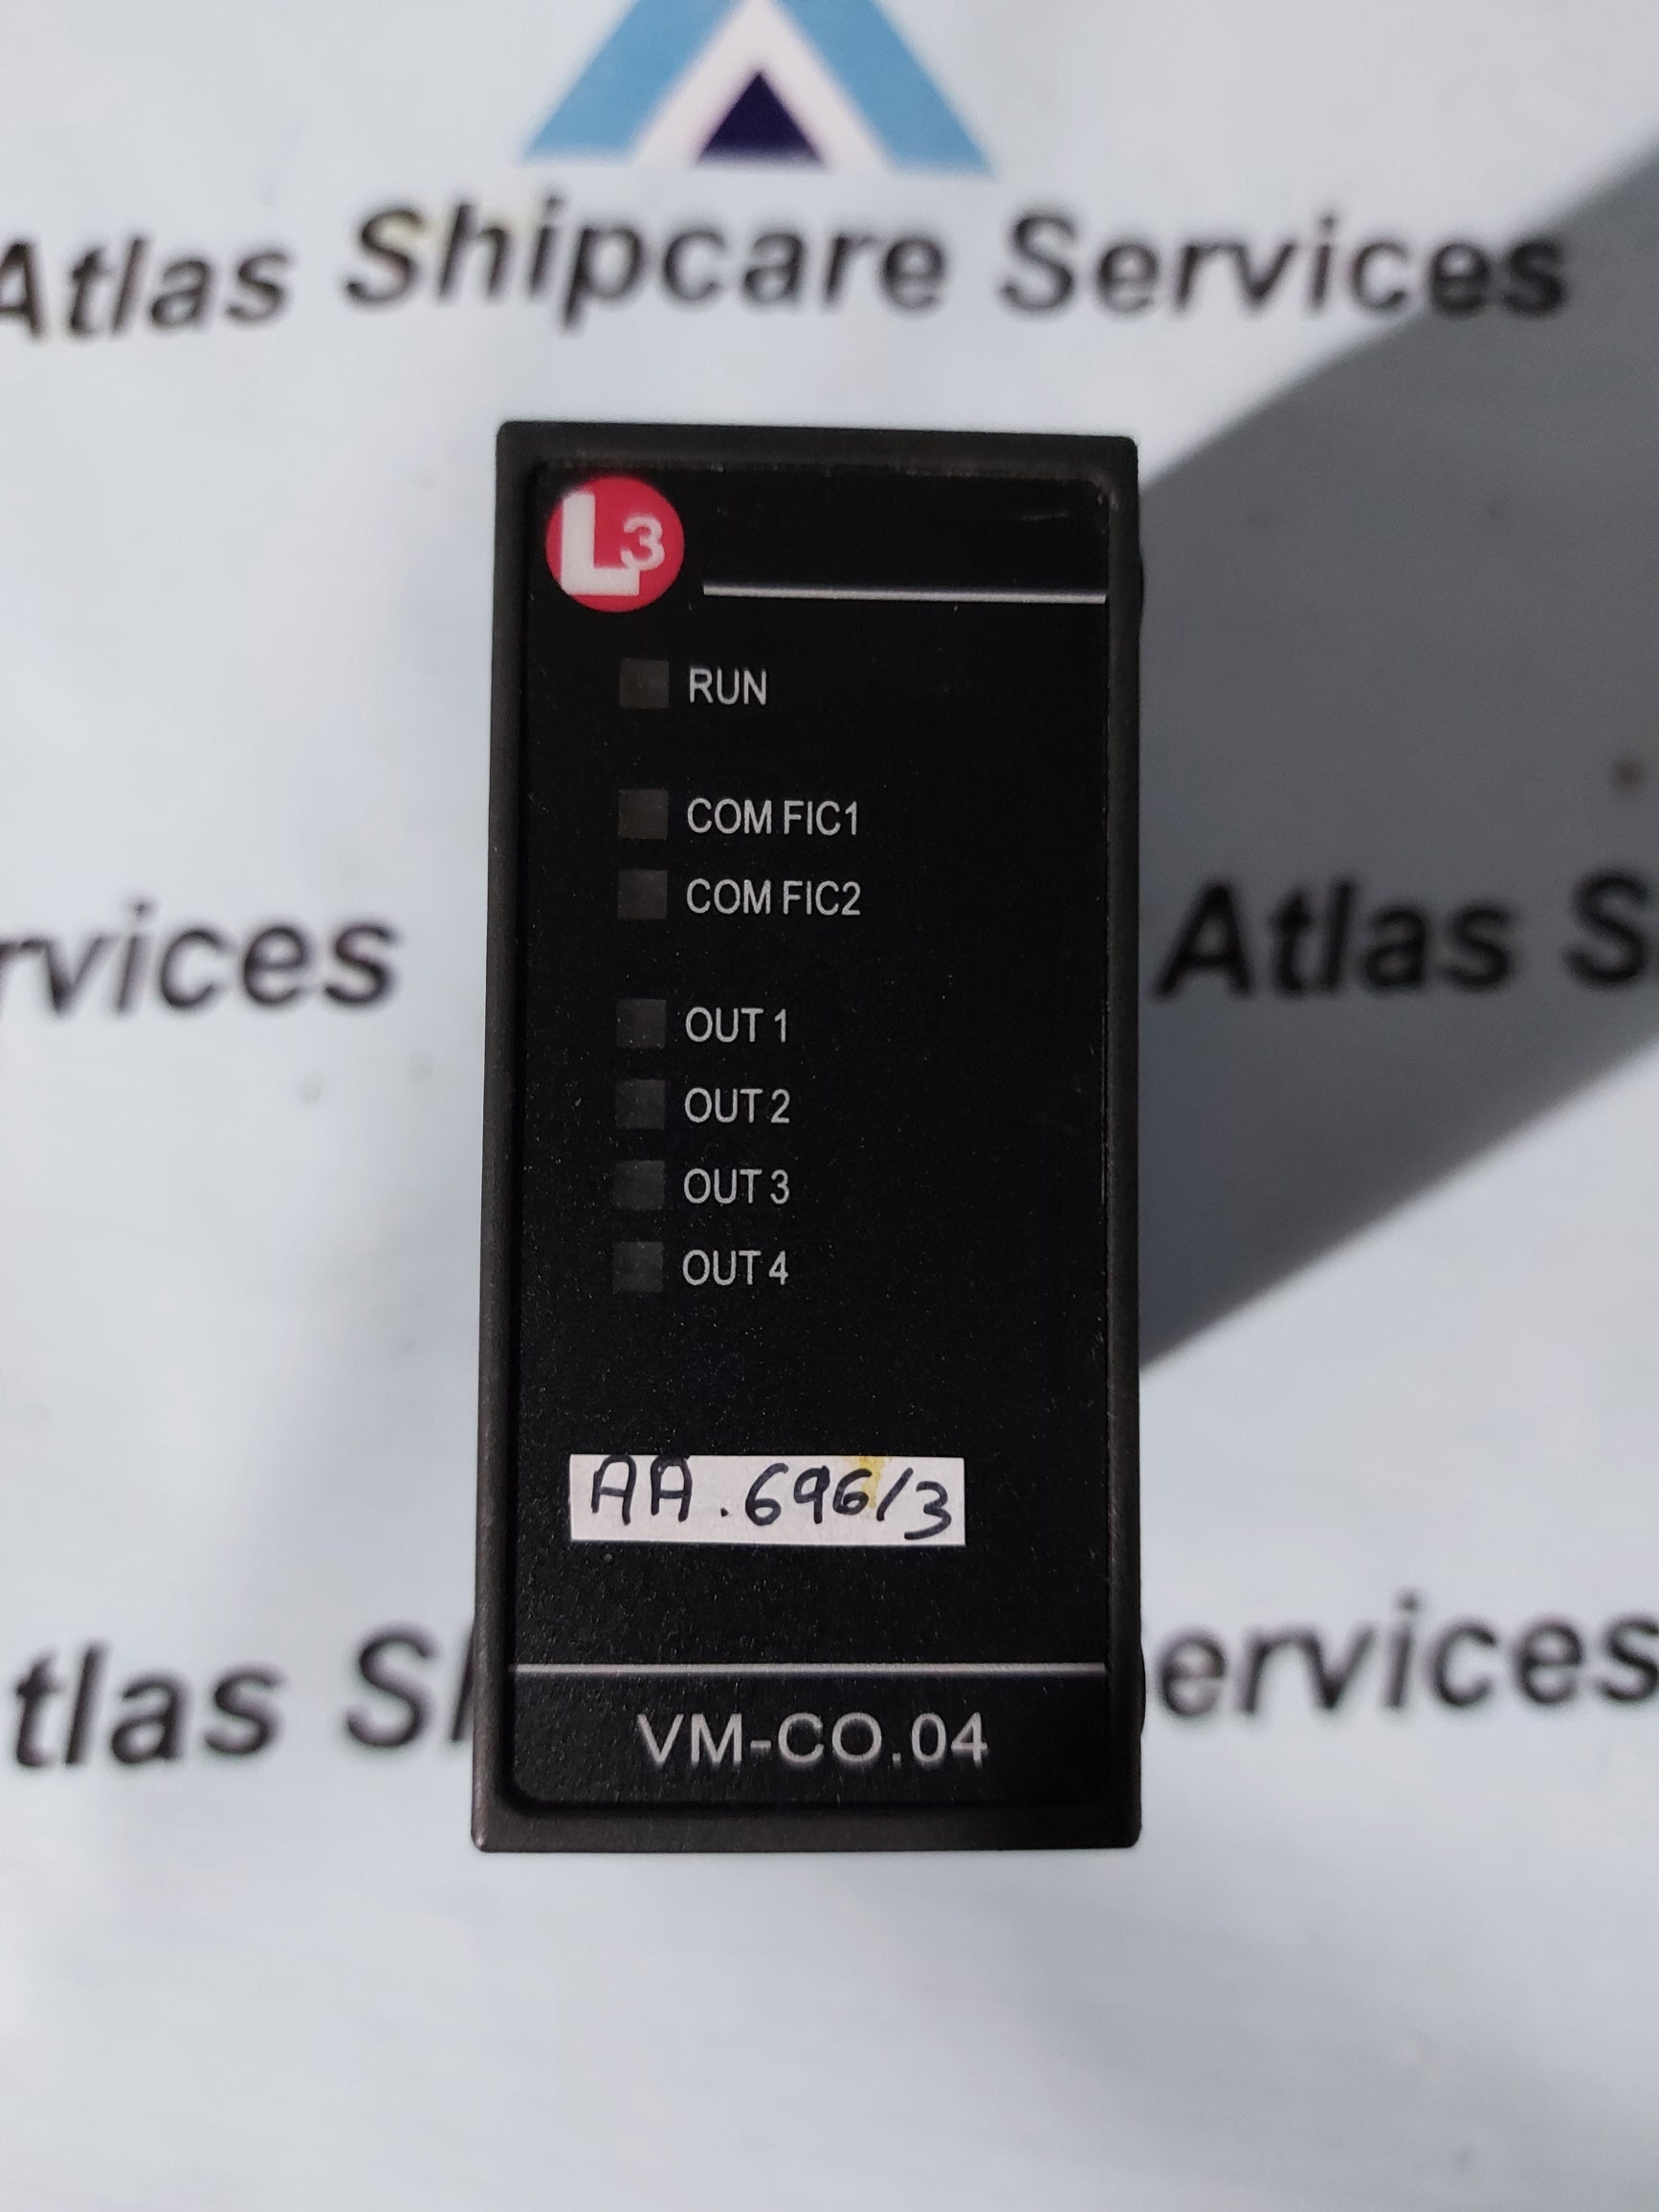 Atlas Shipcare Services
L3
RUN
COM FIC1
COM FIC2
rvices
Atlas S
OUT 1
OUT 2
OUT 3
OUT 4
AA.696/3
tlas S
ervices
VM-CO.04